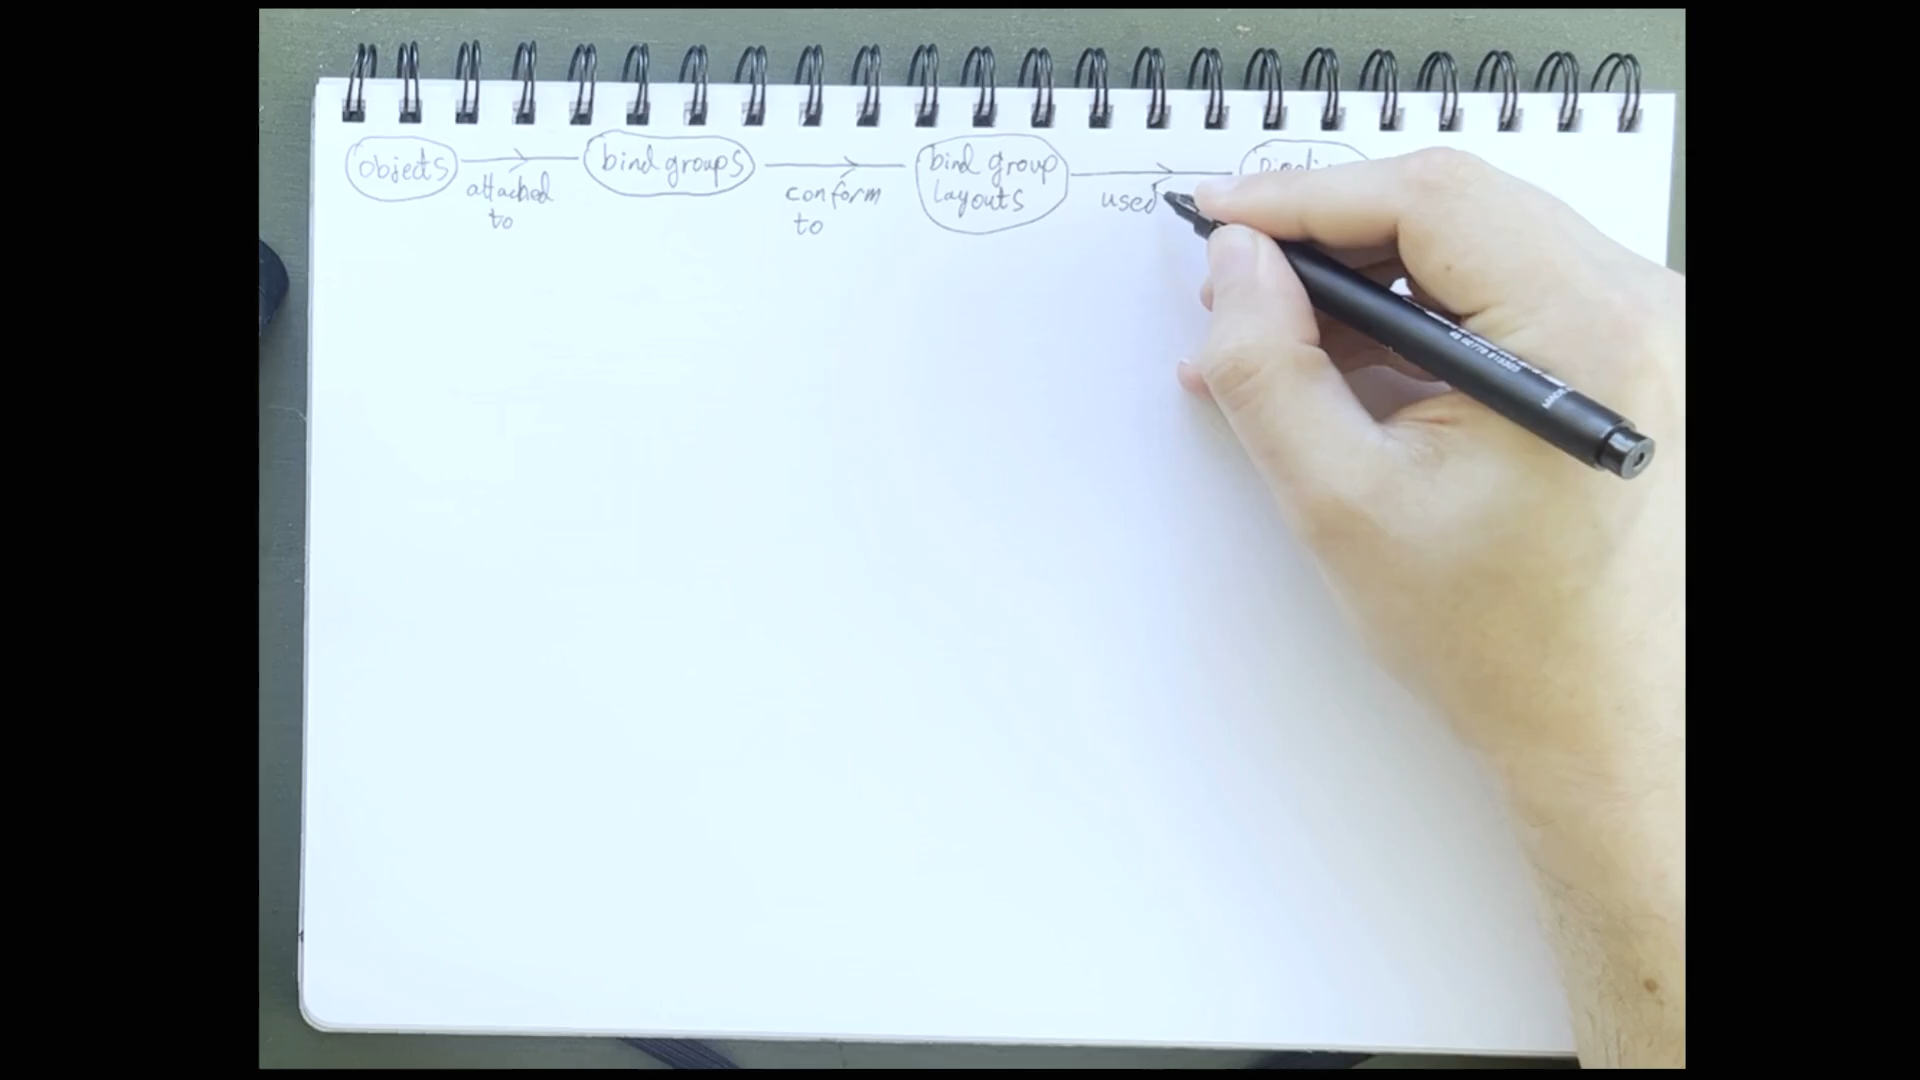 objects
attached
to
bind groups
conform
to
bind group
layouts
used